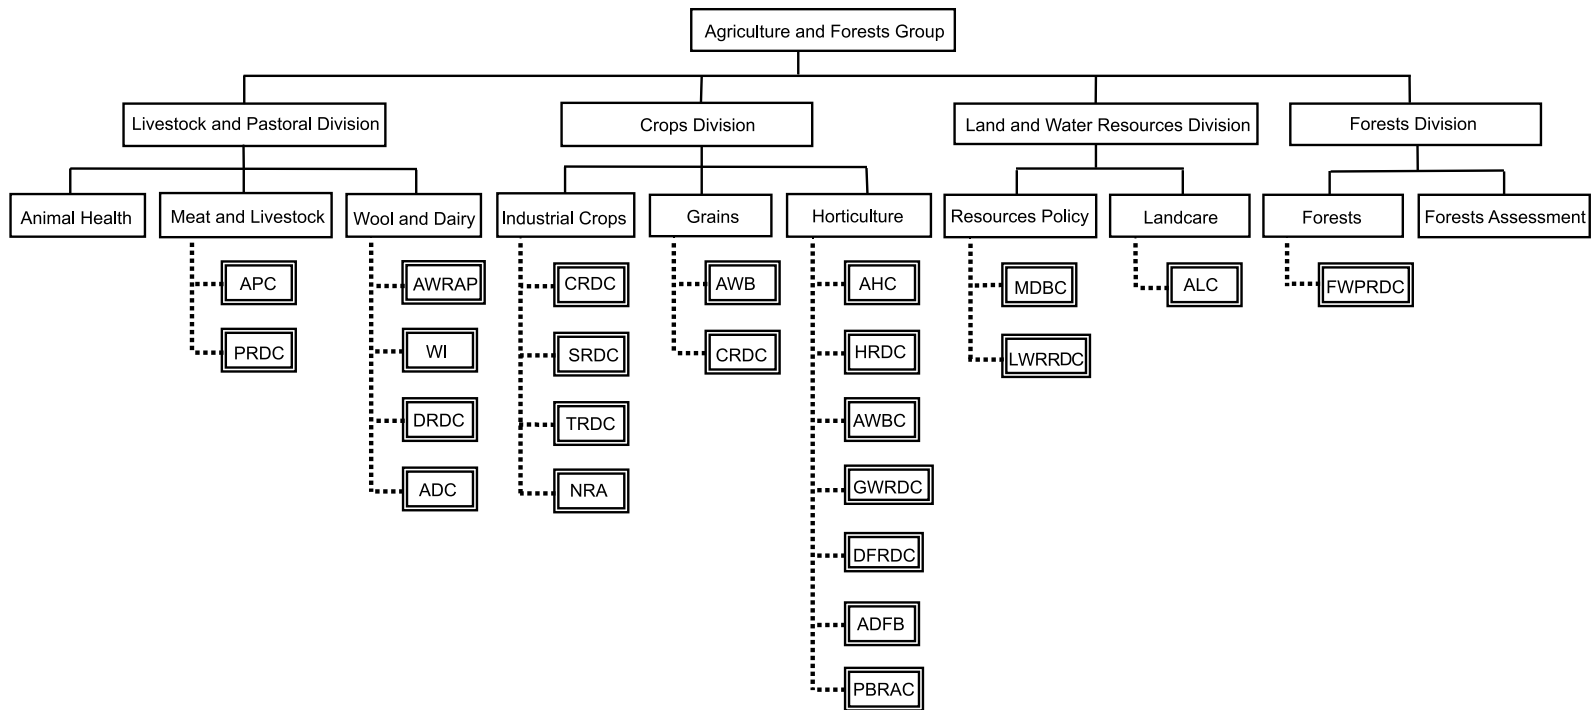 Agriculture and Forests Group
Livestock and Pastoral Division
Crops Division
Land and Water Resources Division
Forests Division
Animal Health
Meat and Livestock
Wool and Dairy
Industrial Crops
Grains
Horticulture
Resources Policy
Landcare
Forests
Forests Assessment
APC
PRDC
AWRAP
WI
DRDC
ADC
CRDC
SRDC
TRDC
NRA
AWB
CRDC
AHC
HRDC
AWBC
GWRDC
DFRDC
ADFB
PBRAC
MDBC
LWRRDC
ALC
FWPRDC